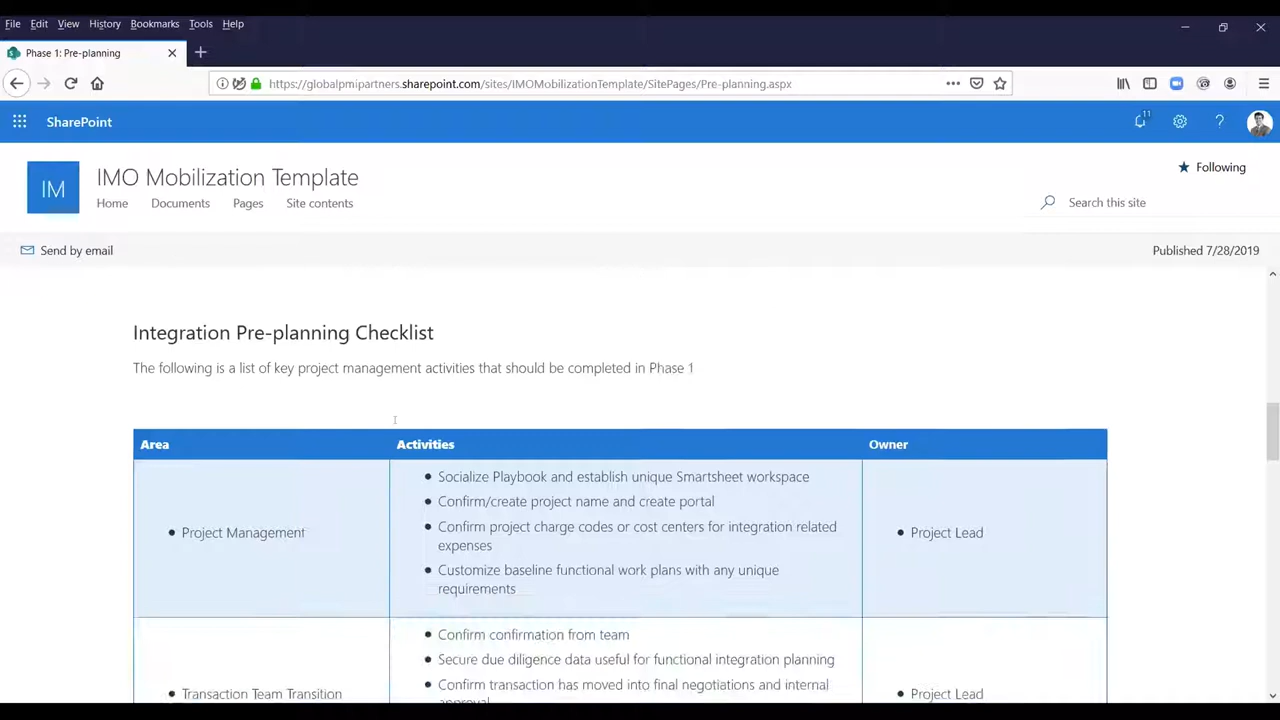 File Edit View History Bookmarks Tools Help
Phase 1: Pre-planning
https://globalpmipartners.sharepoint.com/sites/IMOMobilizationTemplate/SitePages/Pre-planning.aspx
SharePoint
11
IM
IMO Mobilization Template
Following
Home Documents Pages Site contents
Search this site
Send by email
Published 7/28/2019
Integration Pre-planning Checklist
The following is a list of key project management activities that should be completed in Phase 1
Area Activities Owner
• Project Management
• Socialize Playbook and establish unique Smartsheet workspace
• Confirm/create project name and create portal
• Confirm project charge codes or cost centers for integration related
expenses
• Customize baseline functional work plans with any unique
requirements
• Project Lead
• Transaction Team Transition
• Confirm confirmation from team
• Secure due diligence data useful for functional integration planning
• Confirm transaction has moved into final negotiations and internal
approval
• Project Lead